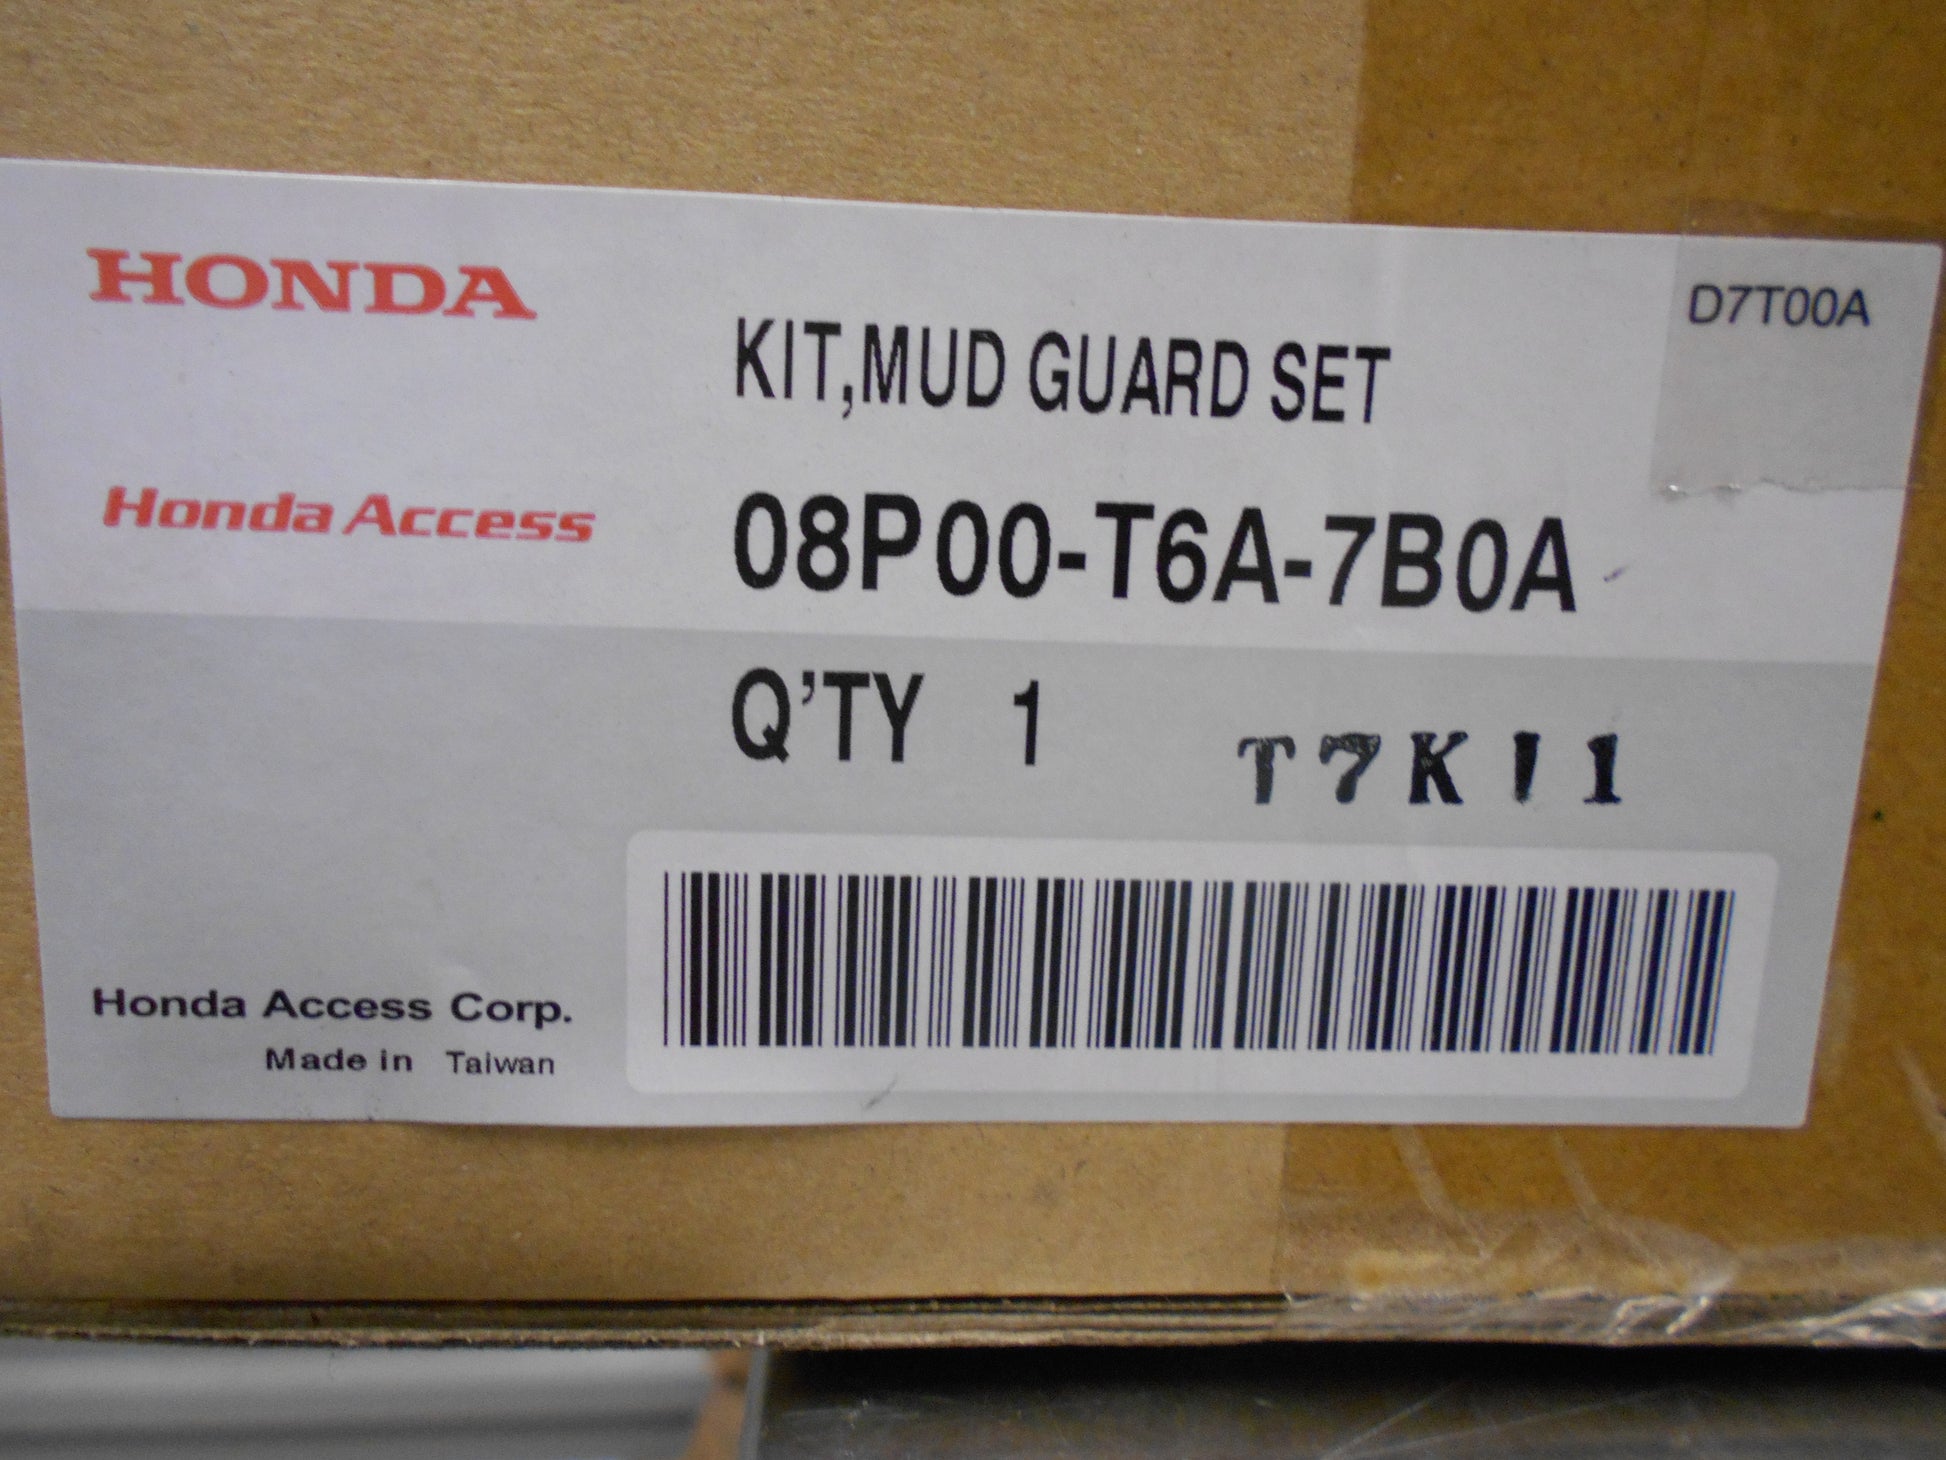 HONDA
D7T00A
KIT,MUD GUARD SET
Honda Access
08P00-T6A-7B0A
Q'TY 1
T7K11
Honda Access Corp.
Made in Taiwan